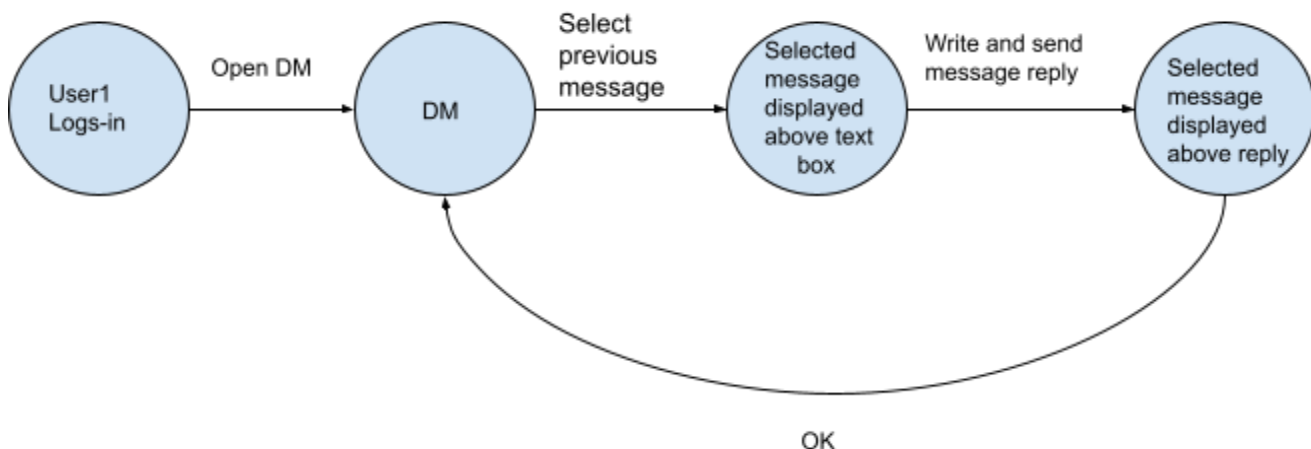 User1
Logs-in
Open DM
DM
Select
previous
message
Selected
message
displayed
above text
box
Write and send
message reply
Selected
message
displayed
above reply
OK